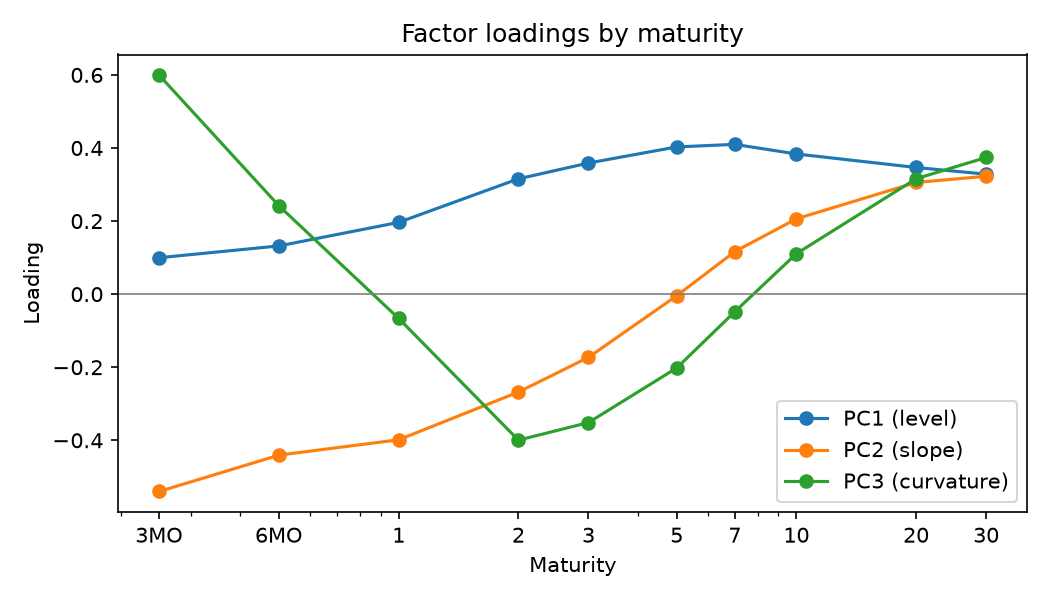 Factor loadings by maturity
Loading
0.6
0.4
0.2
0.0
−0.2
−0.4
3MO 6MO 1 2 3 5 7 10 20 30
Maturity
PC1 (level)
PC2 (slope)
PC3 (curvature)